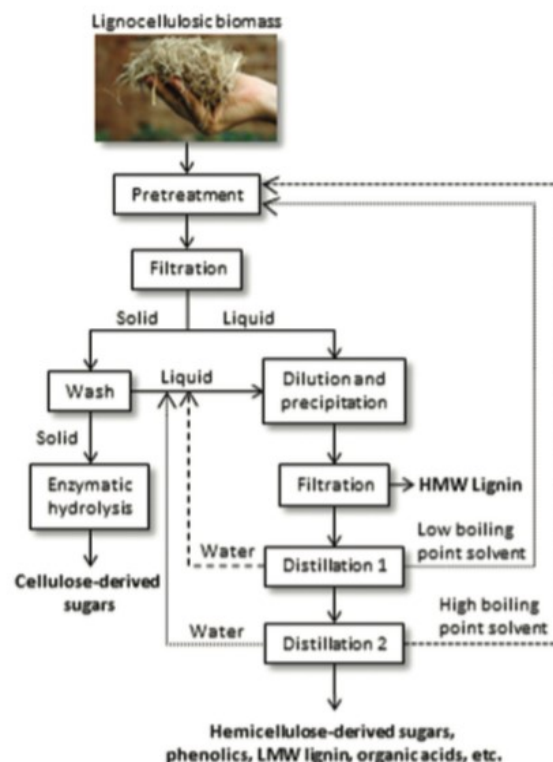 Lignocellulosic biomass
Pretreatment
Filtration
Solid
Liquid
Wash
Liquid
Dilution and
precipitation
Solid
Enzymatic
hydrolysis
Filtration
HMW Lignin
Cellulose-derived
sugars
Water
Distillation 1
Low boiling
point solvent
Water
Distillation 2
High boiling
point solvent
Hemicellulose-derived sugars,
phenolics, LMW lignin, organic acids, etc.